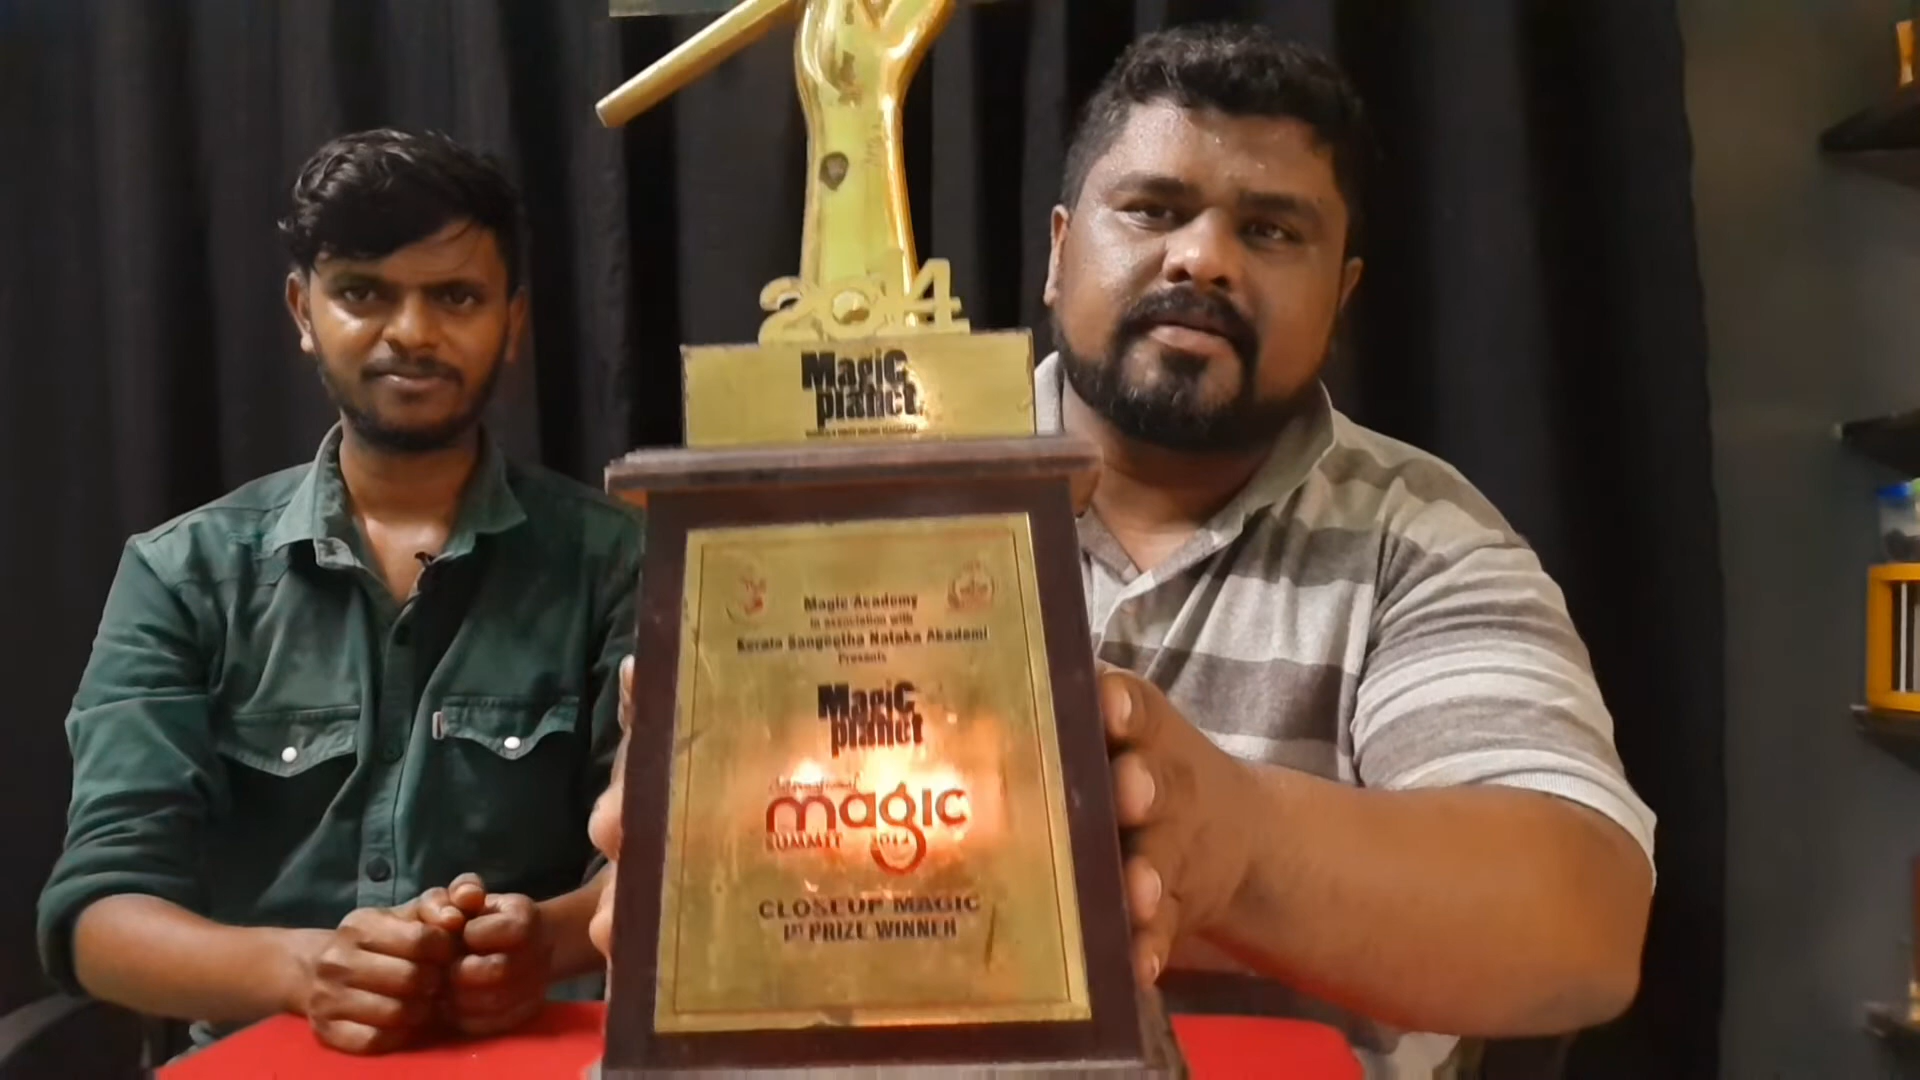 2014
Magic
planet
Magic Academy
in association with
Kerala Sangeetha Nataka Akademi
Presents
Magic
planet
international
magic
SUMMIT 2014
CLOSEUP MAGIC
1ST PRIZE WINNER